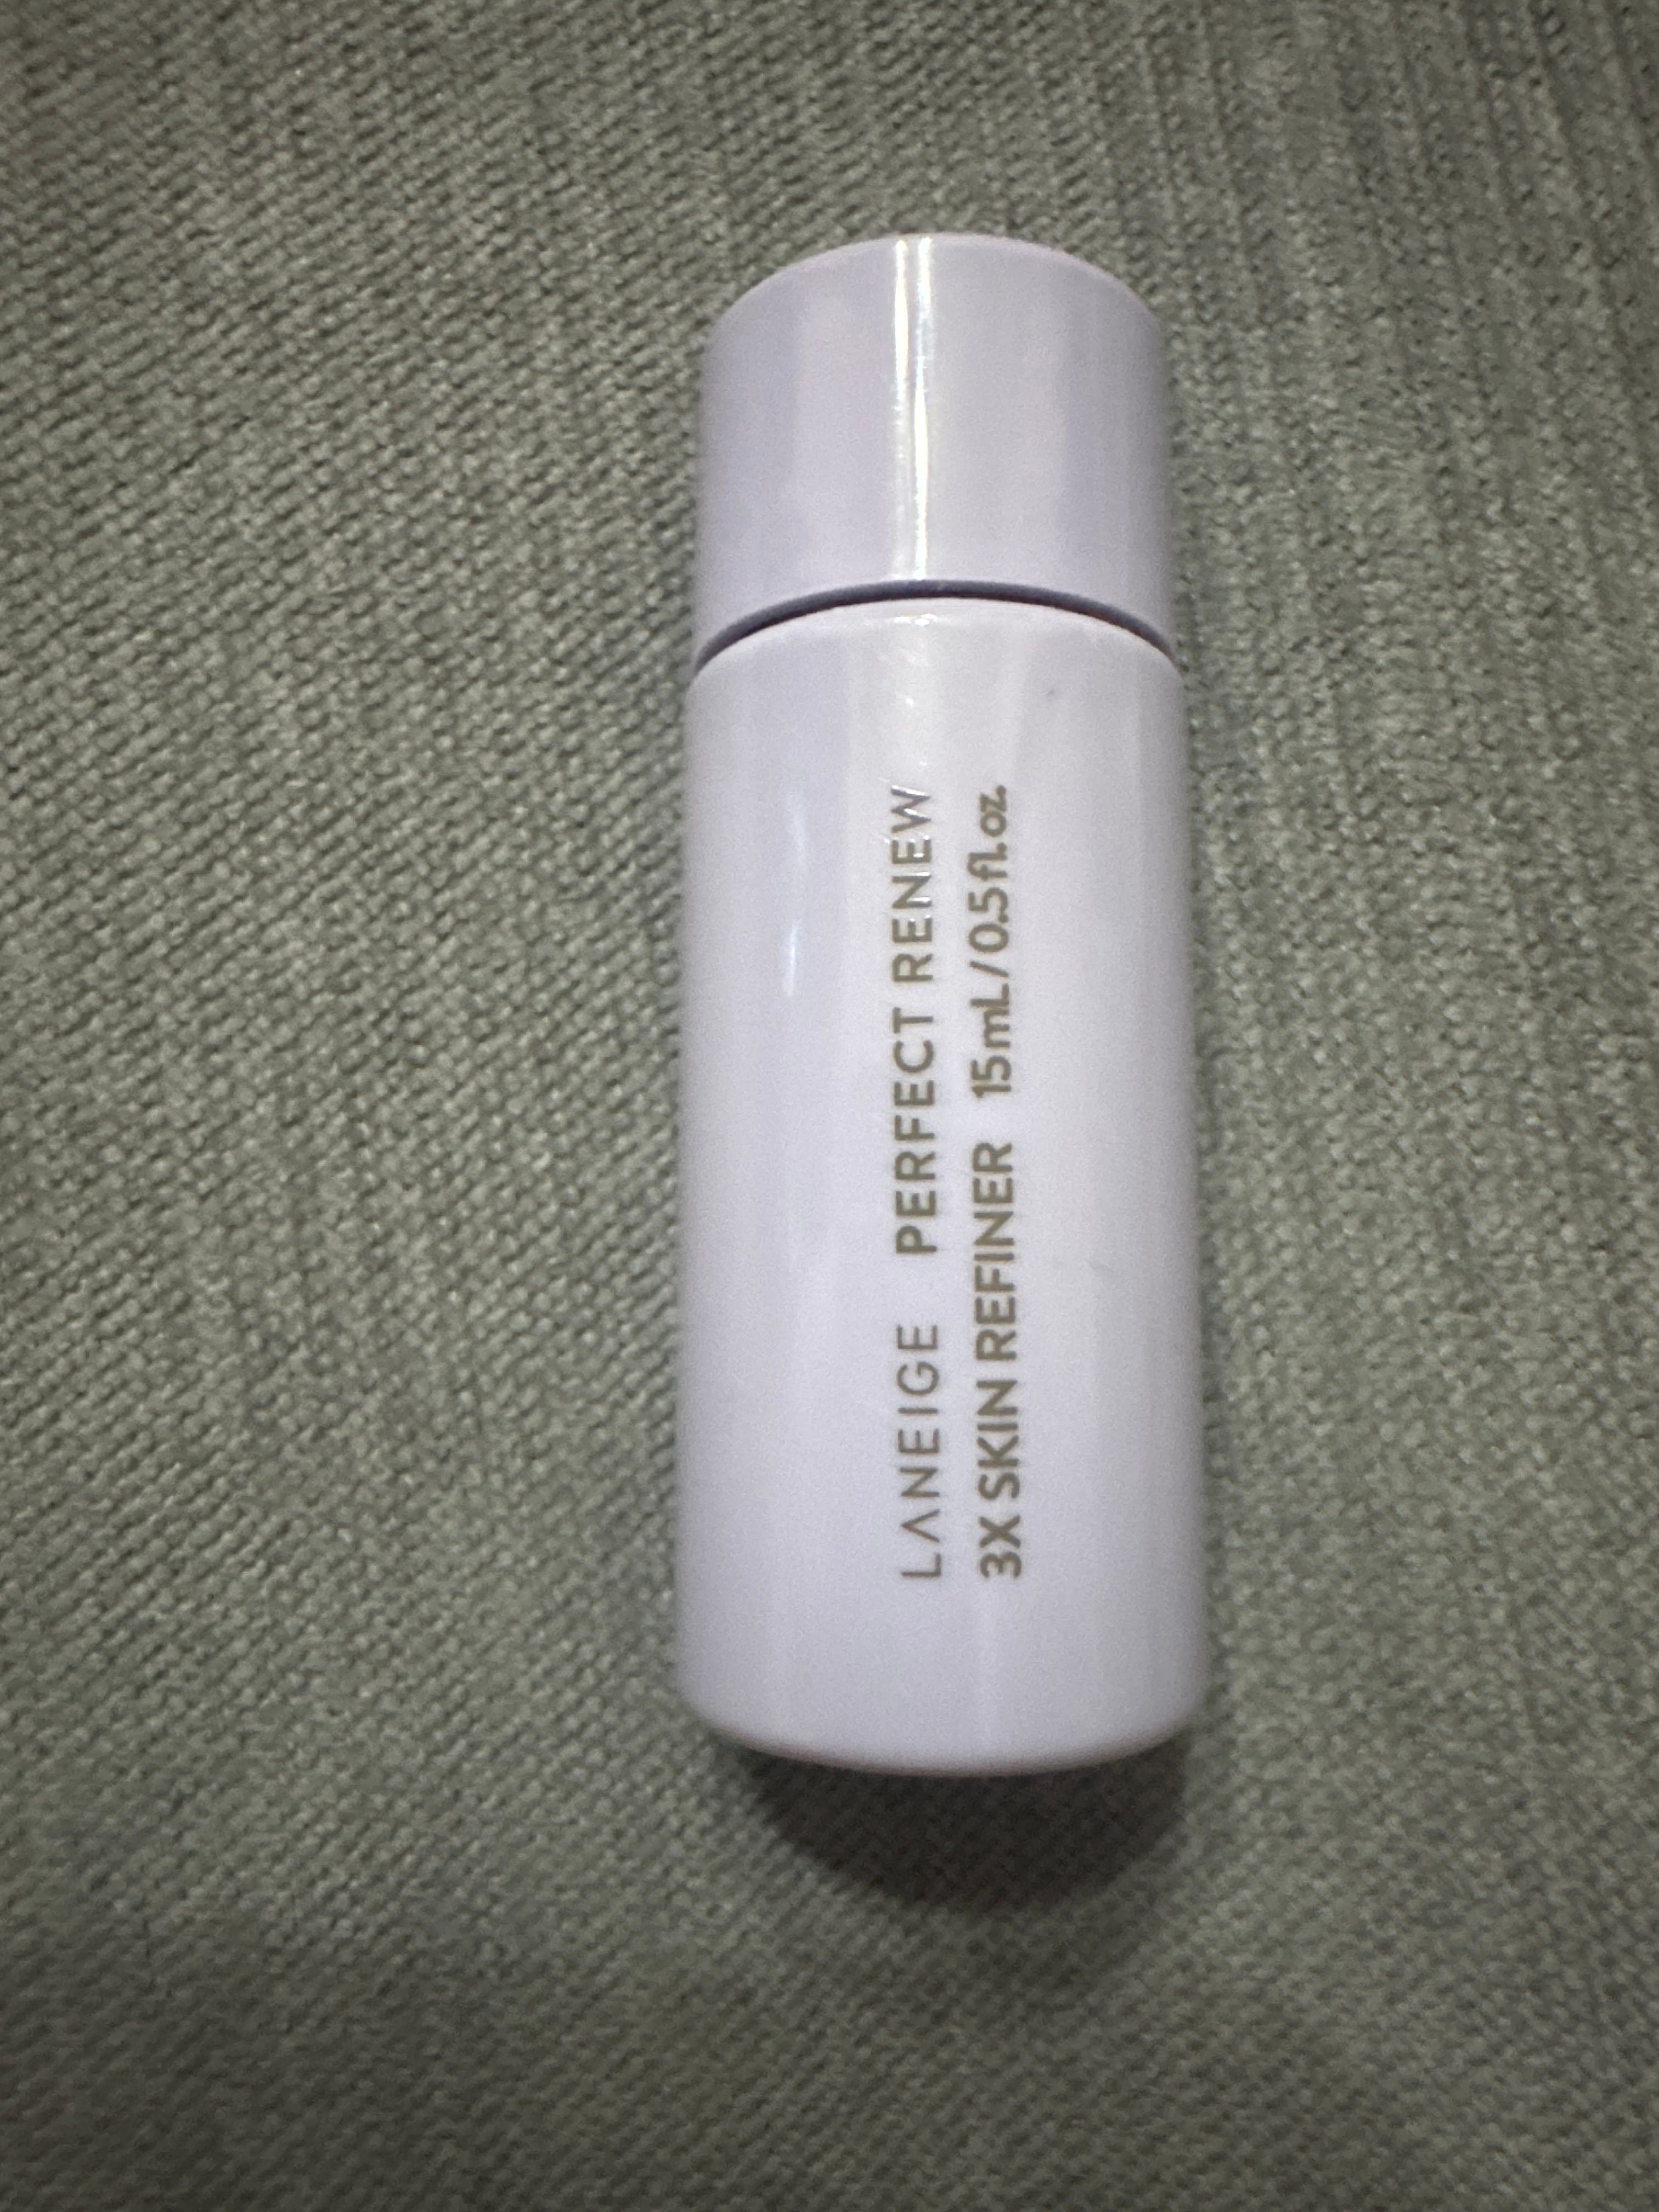 LANEIGE PERFECT RENEW
3X SKIN REFINER 15mL/0.5fl.oz.